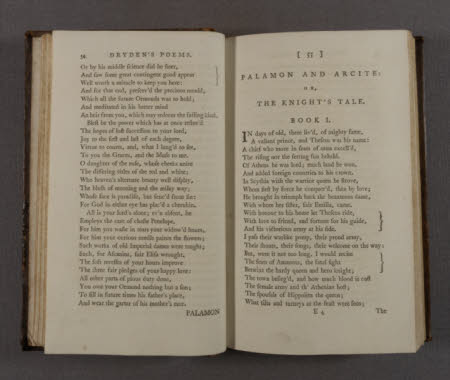 54 DRYDEN'S POEMS.
Or by his middle science did he steer,
And saw some great contingent good appear
Well worth a miracle to keep you here:
And for that end, preserv'd the precious mould,
Which all the future Ormonds was to hold;
And meditated in his better mind
An heir from you, which may redeem the failing kind.
Blest be the power which has at once restor'd
The hopes of lost succession to your lord,
Joy to the first and last of each degree,
Virtue to courts, and, what I long'd to see,
To you the Graces, and the Muse to me.
O daughter of the rose, whose cheeks unite
The differing titles of the red and white;
Who heaven's alternate beauty well display,
The blush of morning and the milky way;
Whose face is paradise, but fenc'd from sin:
For God in either eye has plac'd a cherubin.
All is your lord's alone; ev'n absent, he
Employs the care of chaste Penelope.
For him you waste in tears your widow'd hours,
For him your curious needle paints the flowers;
Such works of old imperial dames were taught;
Such, for Ascanius, fair Elisa wrought.
The soft recesses of your hours improve
The three fair pledges of your happy love:
All other parts of pious duty done,
You owe your Ormond nothing but a son;
To fill in future times his father's place,
And wear the garter of his mother's race.
PALAMON
[ 55 ]
PALAMON AND ARCITE:
OR,
THE KNIGHT'S TALE.
BOOK I.
IN days of old, there liv'd, of mighty fame,
A valiant prince, and Theseus was his name:
A chief who more in feats of arms excell'd,
The rising nor the setting sun beheld.
Of Athens he was lord; much land he won,
And added foreign countries to his crown.
In Scythia with the warrior queen he strove,
Whom first by force he conquer'd, then by love;
He brought in triumph back the beauteous dame,
With whom her sister, fair Emilia, came.
With honour to his home let Theseus ride,
With love to friend, and fortune for his guide,
And his victorious army at his side.
I pass their warlike pomp, their proud array,
Their shouts, their songs, their welcome on the way:
But, were it not too long, I would recite
The feats of Amazons, the fatal fight
Betwixt the hardy queen and hero knight;
The town besieg'd, and how much blood it cost
The female army and th' Athenian host;
The spousals of Hippolita the queen;
What tilts and turneys at the feast were seen;
E 4 The